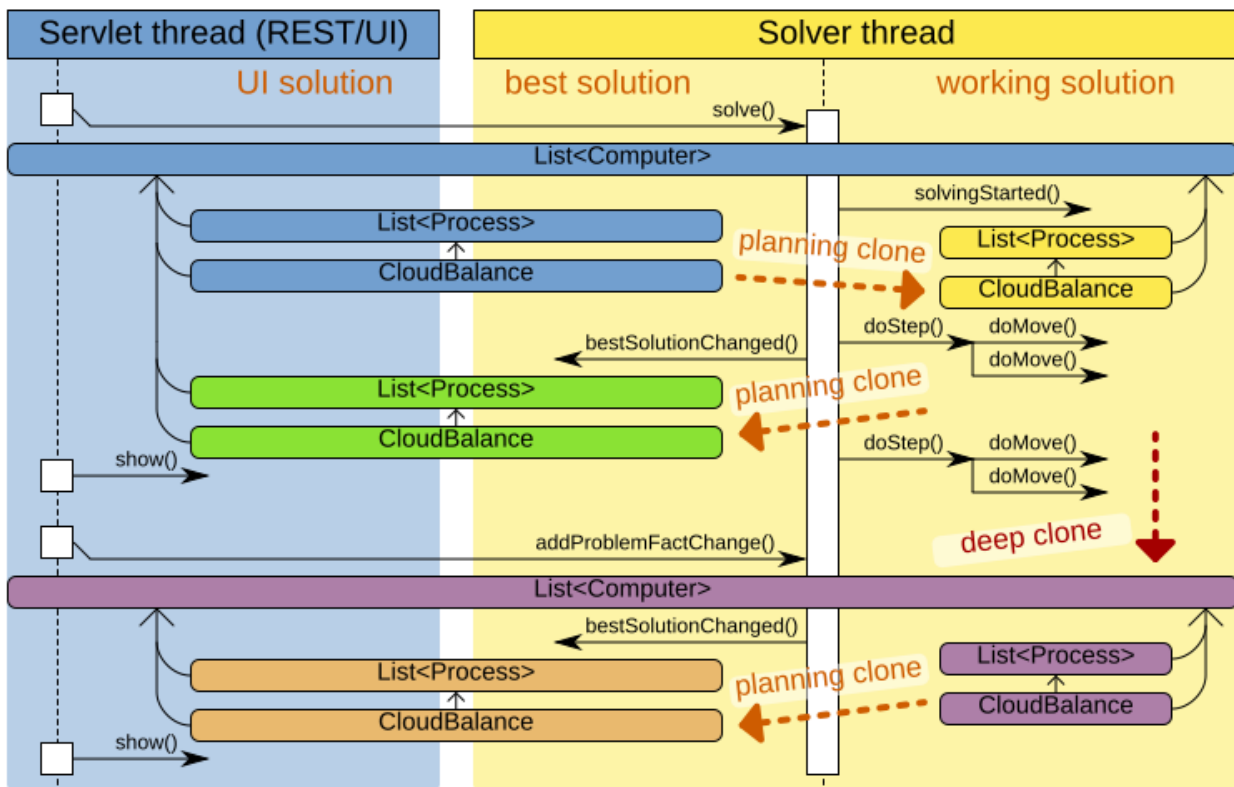 Servlet thread (REST/UI)
Solver thread
UI solution
best solution
working solution
solve()
List<Computer>
solvingStarted()
List<Process>
planning clone
List<Process>
CloudBalance
CloudBalance
doStep()
doMove()
bestSolutionChanged()
doMove()
List<Process>
planning clone
CloudBalance
doStep()
doMove()
show()
doMove()
addProblemFactChange()
deep clone
List<Computer>
bestSolutionChanged()
List<Process>
planning clone
List<Process>
CloudBalance
CloudBalance
show()